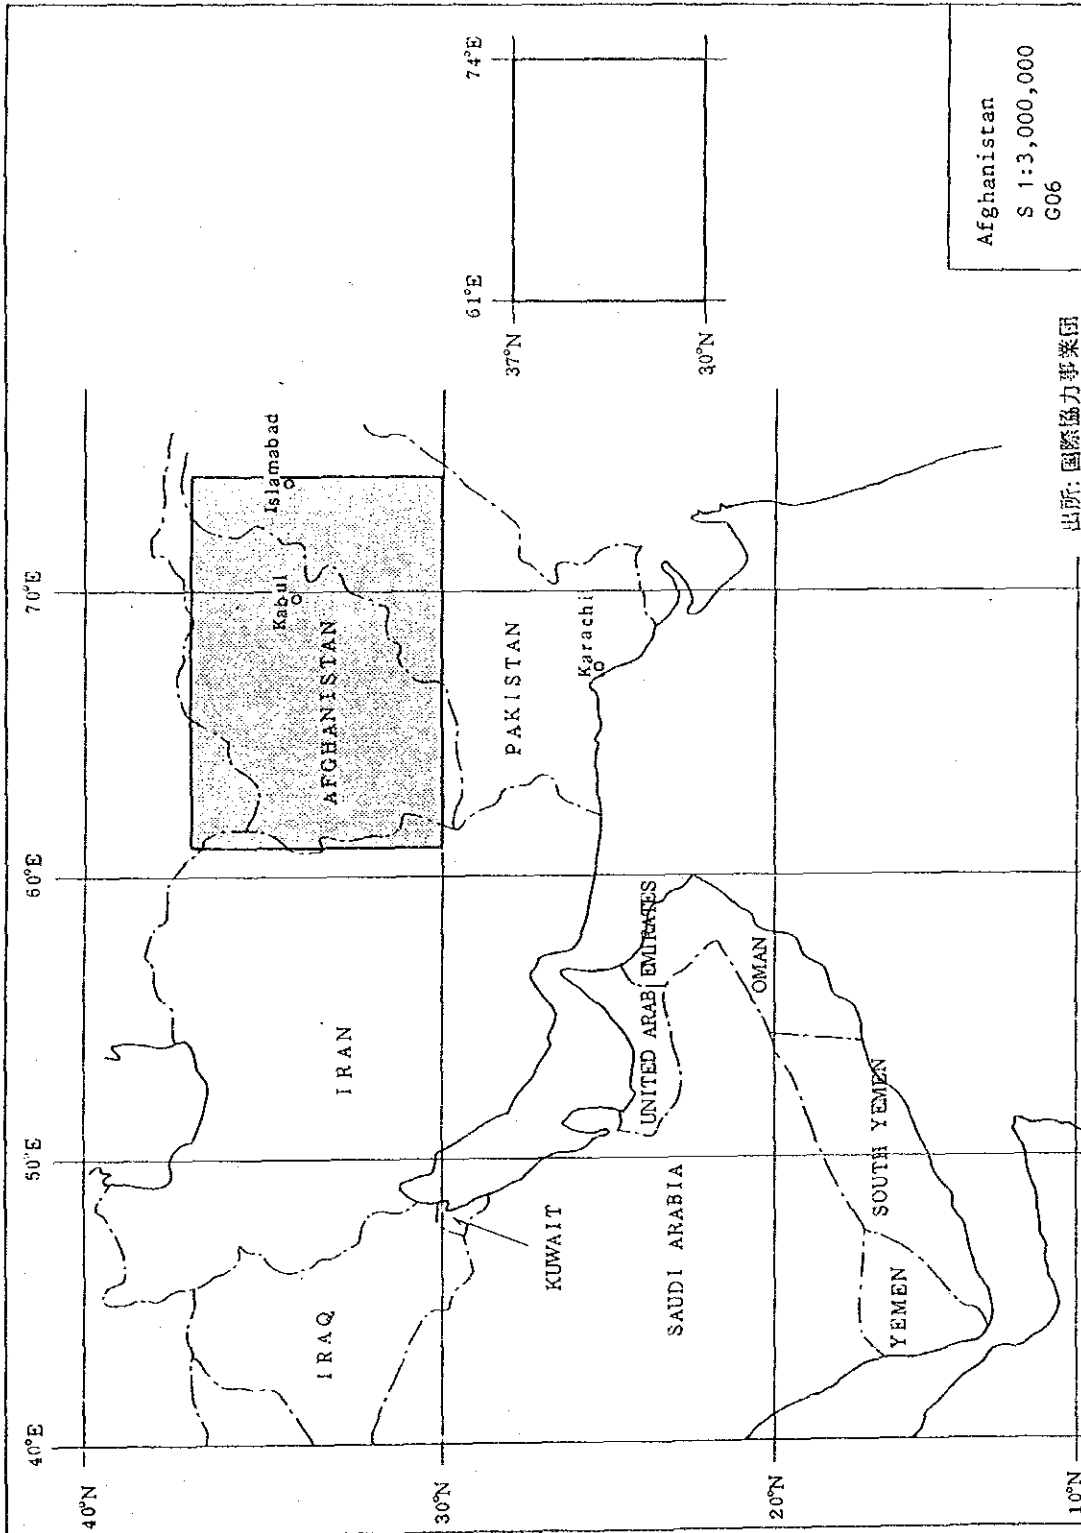 40°E
50°E
60°E
70°E
40°N
30°N
20°N
10°N
IRAQ
IRAN
AFGHANISTAN
Kabul
Islamabad
KUWAIT
PAKISTAN
Karachi
SAUDI ARABIA
UNITED ARAB EMIRATES
OMAN
YEMEN
SOUTH YEMEN
61°E
74°E
37°N
30°N
Afghanistan
S 1:3,000,000
G06
出所: 国際協力事業団